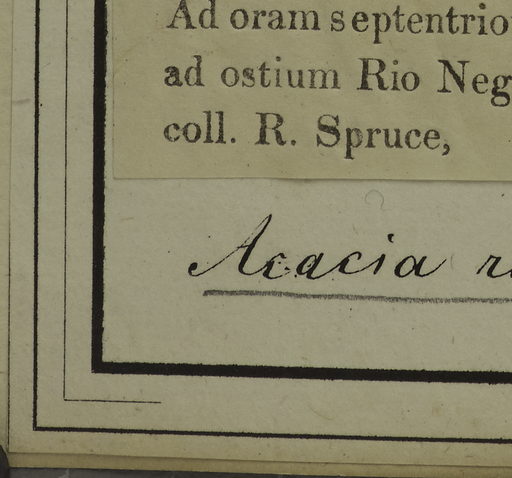 Ad oram septentrio
ad ostium Rio Neg
coll. R. Spruce,
Acacia